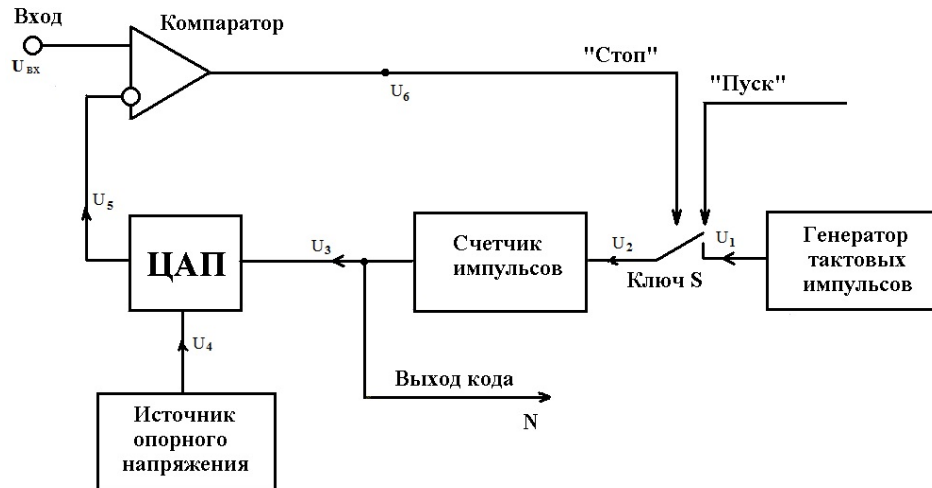 Вход
Компаратор
U вх
"Стоп"
"Пуск"
U6
U5
ЦАП
U3
Счетчик
импульсов
U2
Ключ S
U1
Генератор
тактовых
импульсов
U4
Выход кода
N
Источник
опорного
напряжения